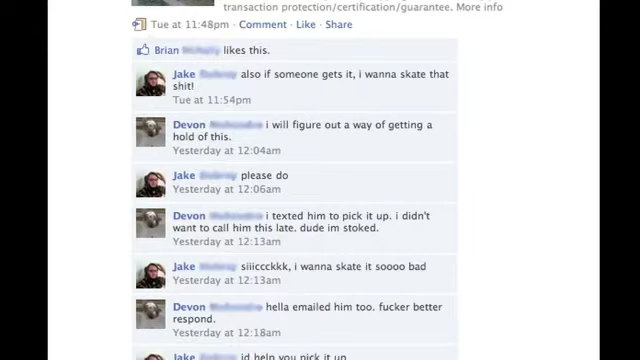 transaction protection/certification/guarantee. More info
Tue at 11:48pm · Comment · Like · Share
Brian likes this.
Jake also if someone gets it, i wanna skate that
shit!
Tue at 11:54pm
Devon i will figure out a way of getting a
hold of this.
Yesterday at 12:04am
Jake please do
Yesterday at 12:06am
Devon i texted him to pick it up. i didn't
want to call him this late. dude im stoked.
Yesterday at 12:13am
Jake siiiccckkk, i wanna skate it soooo bad
Yesterday at 12:13am
Devon hella emailed him too. fucker better
respond.
Yesterday at 12:18am
Jake id help you pick it up